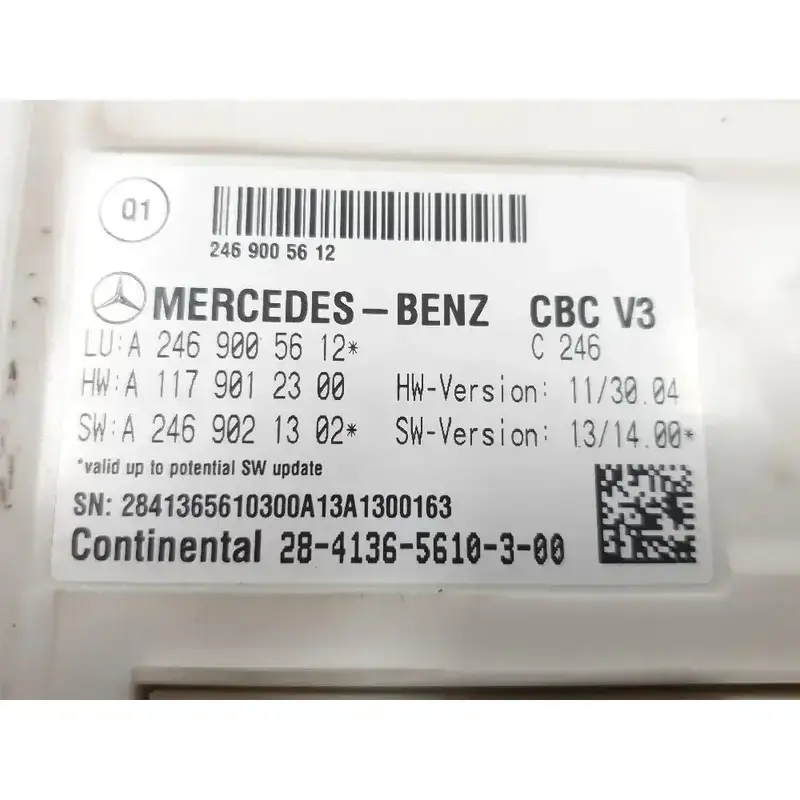 Q1
246 900 56 12
MERCEDES-BENZ CBC V3
LU:A 246 900 56 12* C 246
HW:A 117 901 23 00 HW-Version: 11/30.04
SW:A 246 902 13 02* SW-Version: 13/14.00*
*valid up to potential SW update
SN: 2841365610300A13A1300163
Continental 28-4136-5610-3-00